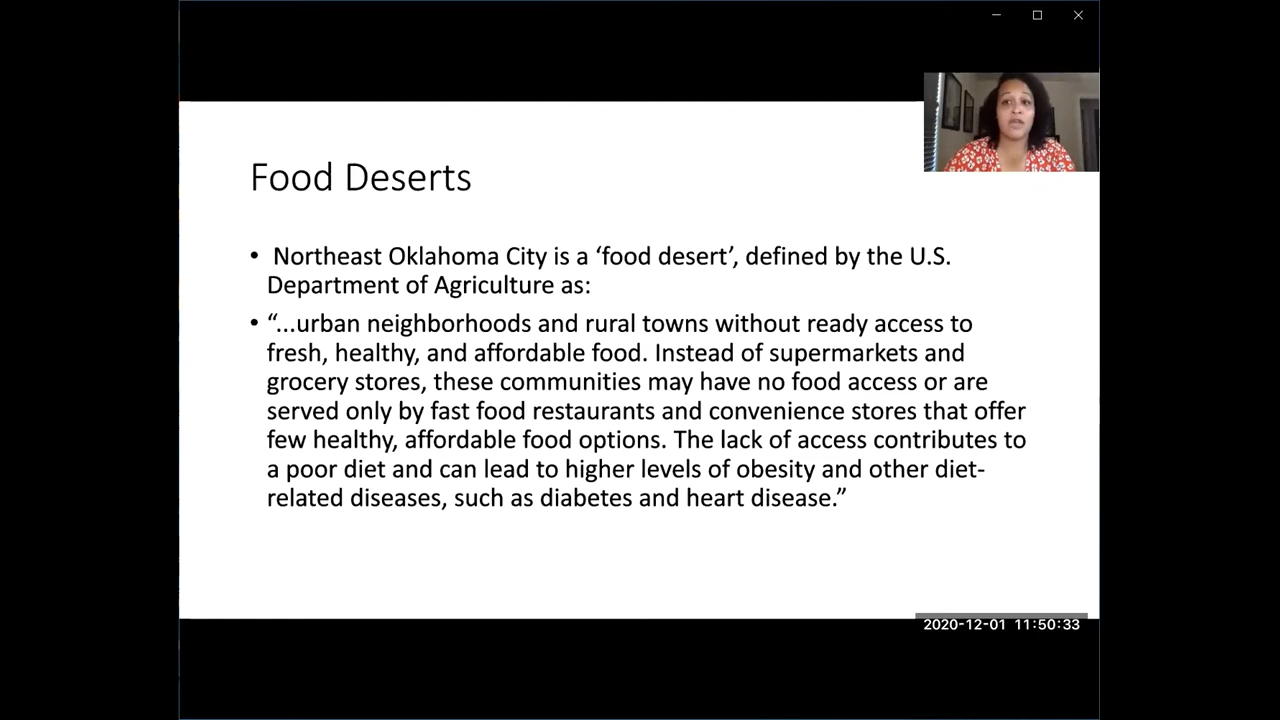 Food Deserts
• Northeast Oklahoma City is a ‘food desert’, defined by the U.S.
Department of Agriculture as:
• “...urban neighborhoods and rural towns without ready access to
fresh, healthy, and affordable food. Instead of supermarkets and
grocery stores, these communities may have no food access or are
served only by fast food restaurants and convenience stores that offer
few healthy, affordable food options. The lack of access contributes to
a poor diet and can lead to higher levels of obesity and other diet-
related diseases, such as diabetes and heart disease.”
2020-12-01 11:50:33